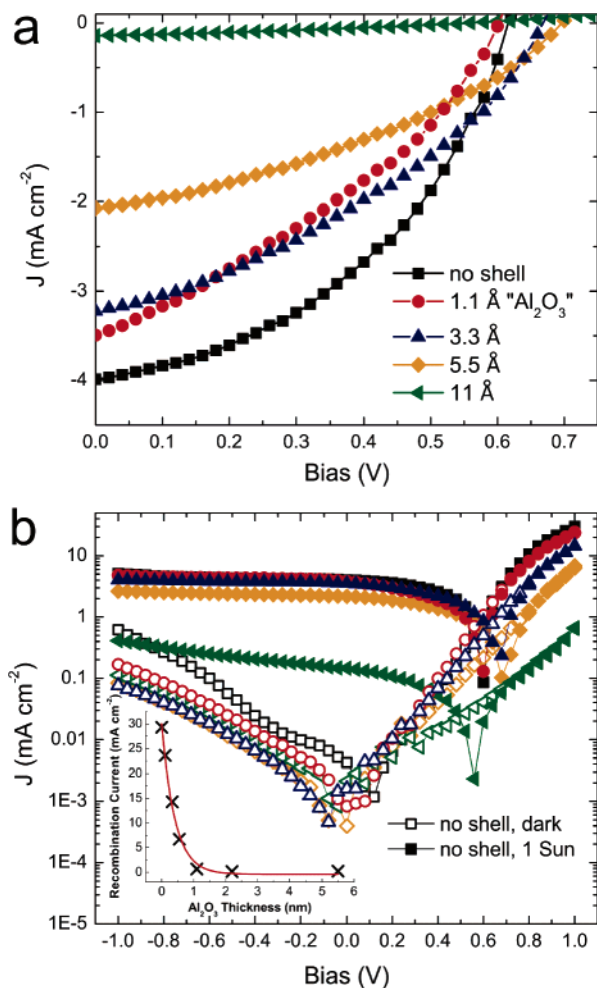 a
0
-1
-2
-3
-4
J (mA cm⁻²)
no shell
1.1 Å "Al₂O₃"
3.3 Å
5.5 Å
11 Å
0.0 0.1 0.2 0.3 0.4 0.5 0.6 0.7
Bias (V)
b
10
1
0.1
0.01
1E-3
1E-4
1E-5
J (mA cm⁻²)
Recombination Current (mA cm⁻²)
30
25
20
15
10
5
0
0 1 2 3 4 5 6
Al₂O₃ Thickness (nm)
no shell, dark
no shell, 1 Sun
-1.0 -0.8 -0.6 -0.4 -0.2 0.0 0.2 0.4 0.6 0.8 1.0
Bias (V)